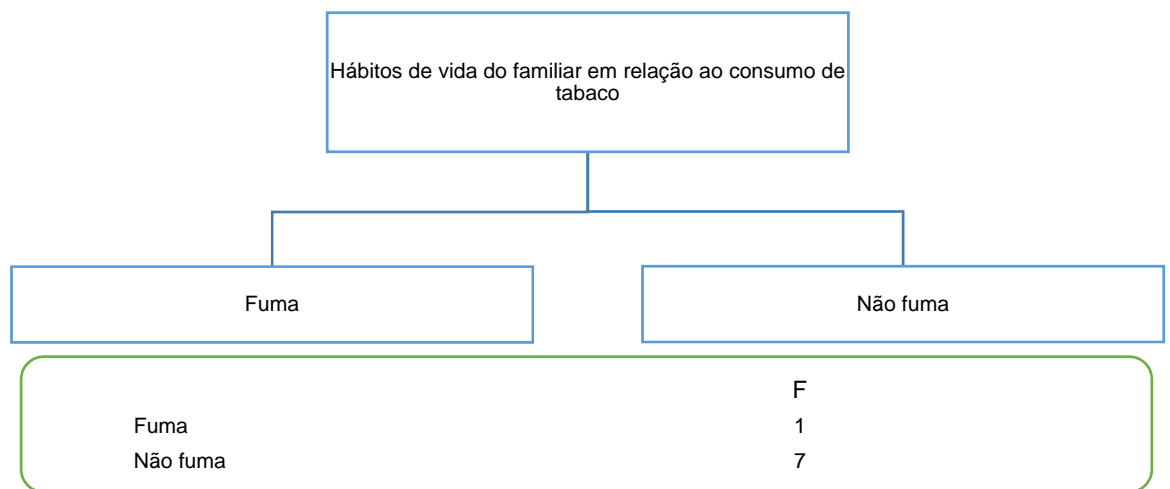 Hábitos de vida do familiar em relação ao consumo de
tabaco
Fuma
Não fuma
F
Fuma 1
Não fuma 7